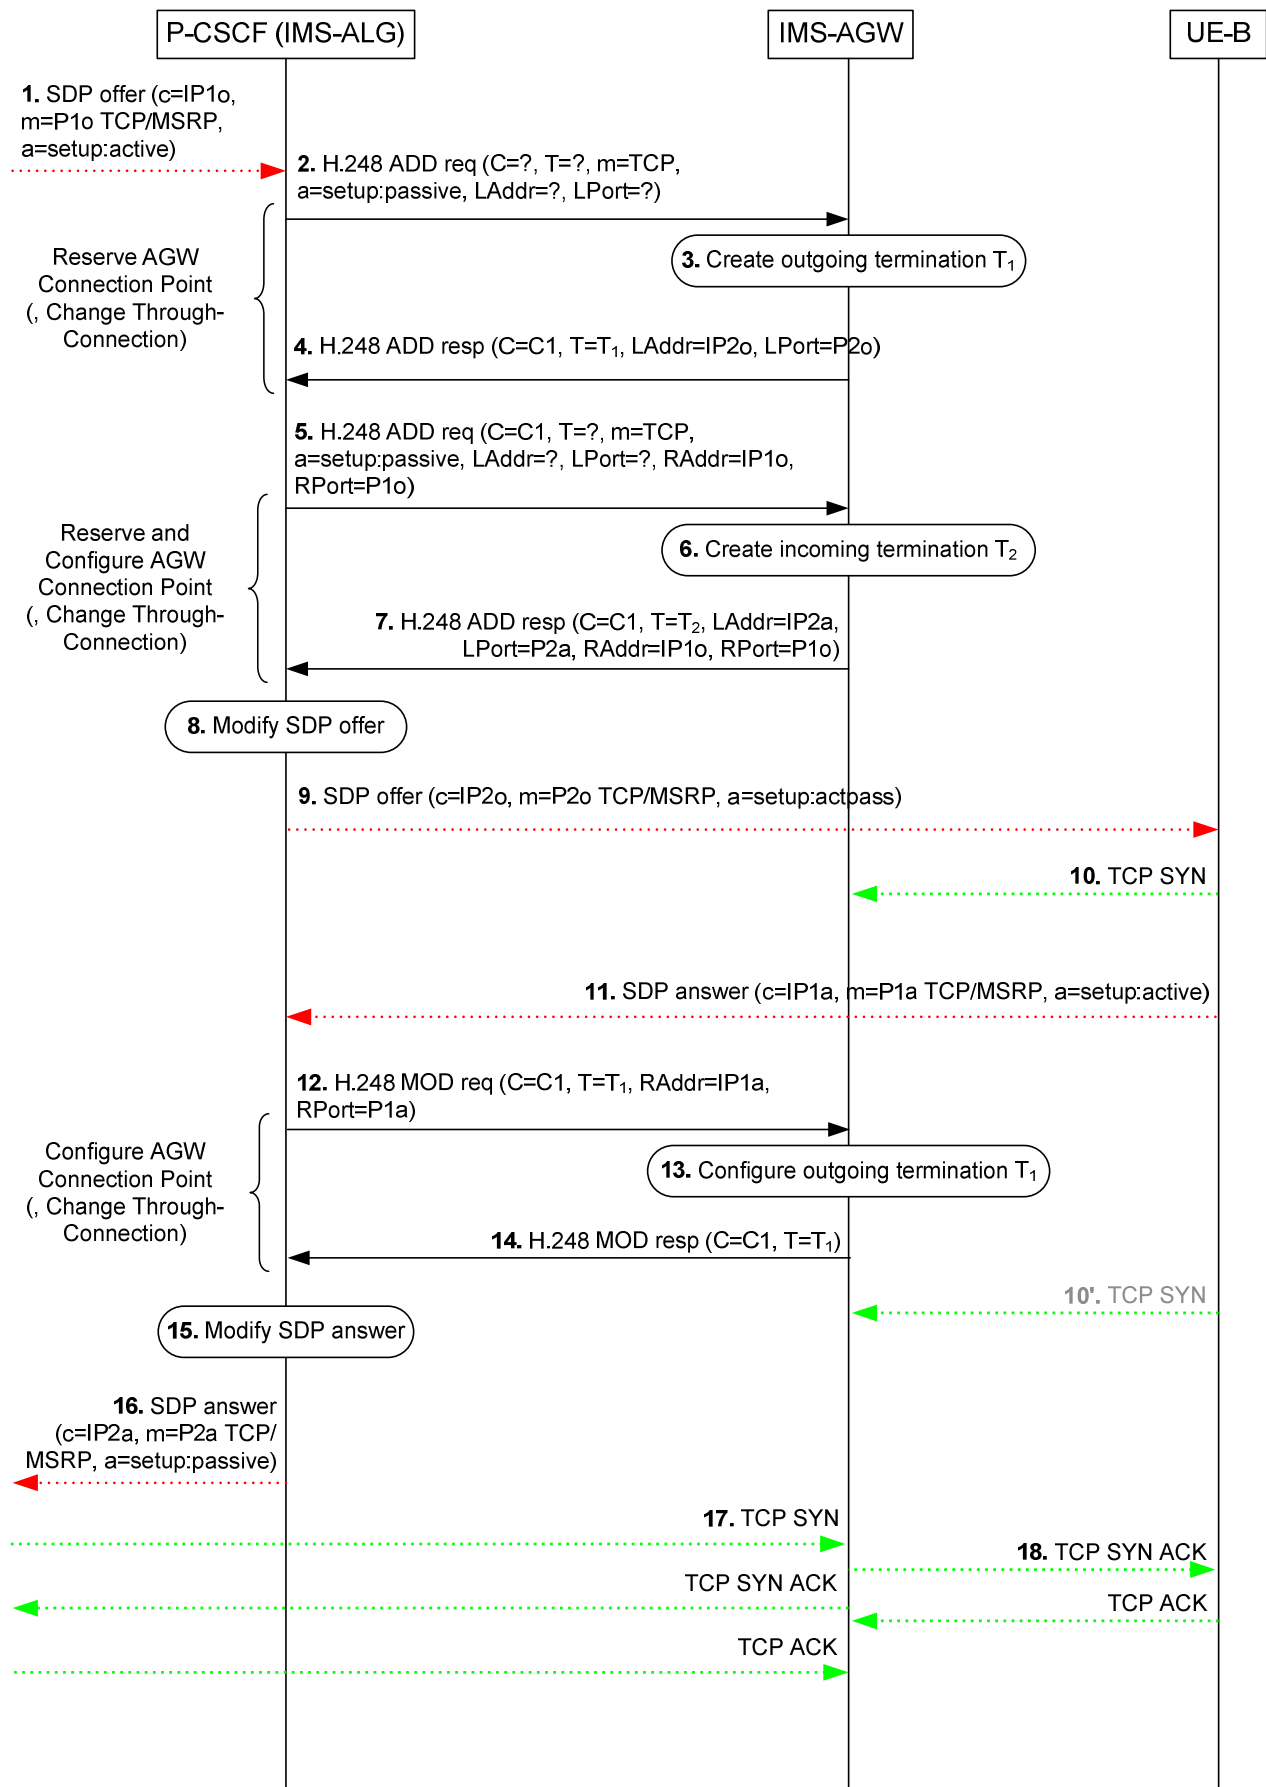 P-CSCF (IMS-ALG)
IMS-AGW
UE-B
1. SDP offer (c=IP1o,
m=P1o TCP/MSRP,
a=setup:active)
2. H.248 ADD req (C=?, T=?, m=TCP,
a=setup:passive, LAddr=?, LPort=?)
Reserve AGW
Connection Point
(, Change Through-
Connection)
3. Create outgoing termination T1
4. H.248 ADD resp (C=C1, T=T1, LAddr=IP2o, LPort=P2o)
5. H.248 ADD req (C=C1, T=?, m=TCP,
a=setup:passive, LAddr=?, LPort=?, RAddr=IP1o,
RPort=P1o)
Reserve and
Configure AGW
Connection Point
(, Change Through-
Connection)
6. Create incoming termination T2
7. H.248 ADD resp (C=C1, T=T2, LAddr=IP2a,
LPort=P2a, RAddr=IP1o, RPort=P1o)
8. Modify SDP offer
9. SDP offer (c=IP2o, m=P2o TCP/MSRP, a=setup:actpass)
10. TCP SYN
11. SDP answer (c=IP1a, m=P1a TCP/MSRP, a=setup:active)
12. H.248 MOD req (C=C1, T=T1, RAddr=IP1a,
RPort=P1a)
Configure AGW
Connection Point
(, Change Through-
Connection)
13. Configure outgoing termination T1
14. H.248 MOD resp (C=C1, T=T1)
10'. TCP SYN
15. Modify SDP answer
16. SDP answer
(c=IP2a, m=P2a TCP/
MSRP, a=setup:passive)
17. TCP SYN
18. TCP SYN ACK
TCP SYN ACK
TCP ACK
TCP ACK